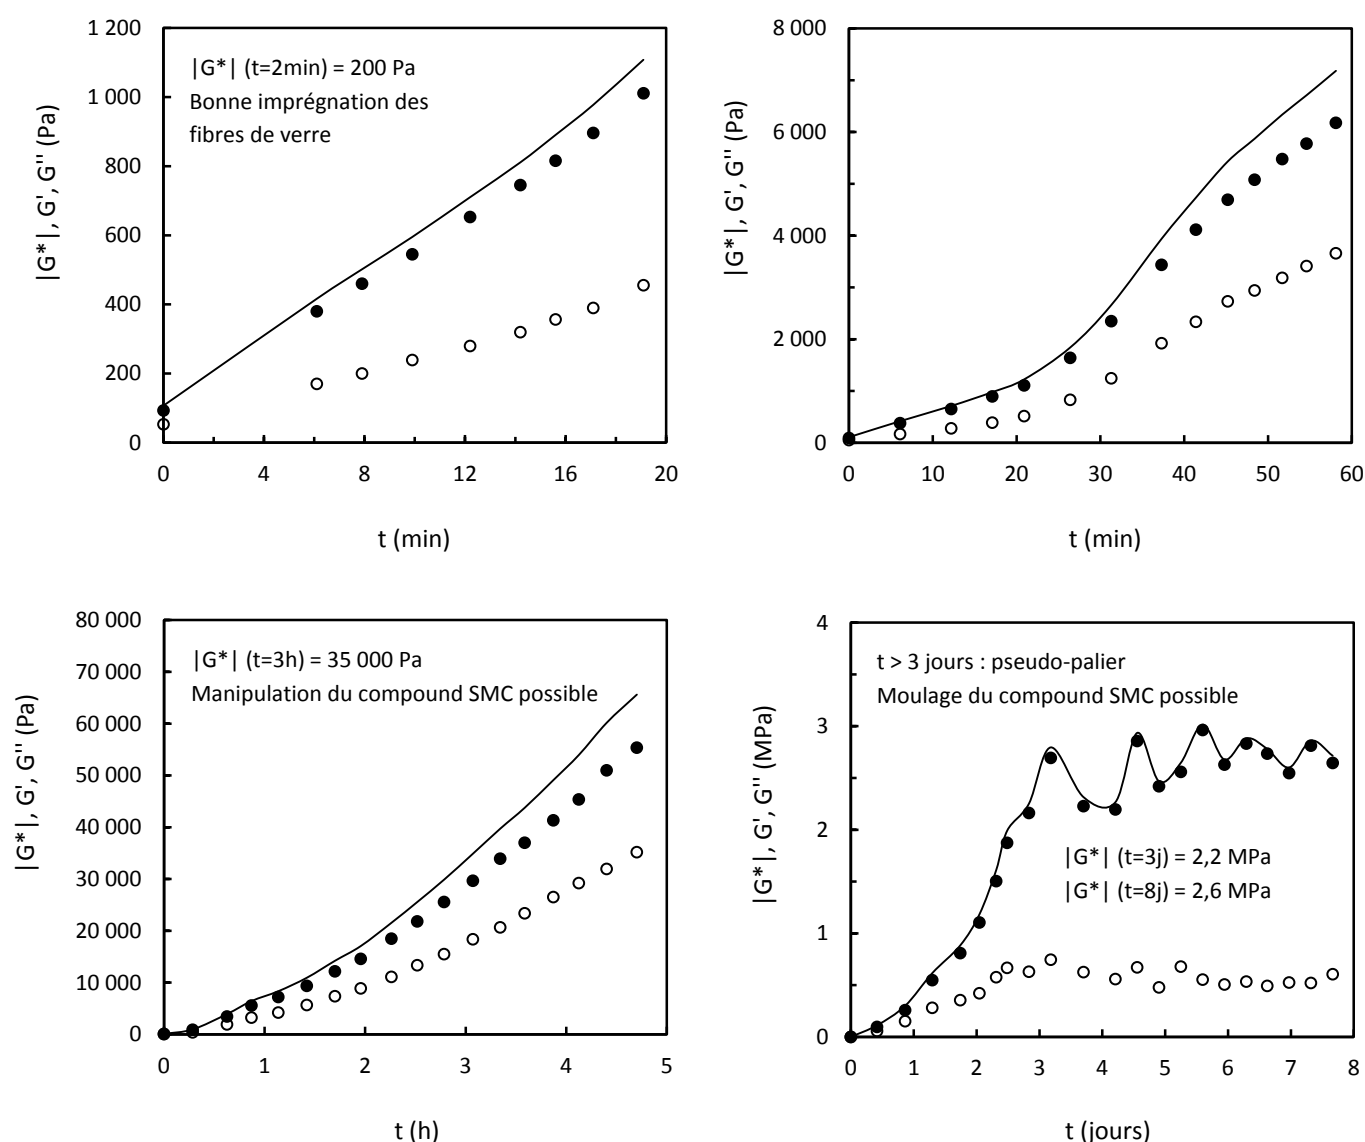 |G*|, G', G'' (Pa)
1 200
1 000
800
600
400
200
0
|G*| (t=2min) = 200 Pa
Bonne imprégnation des
fibres de verre
0 4 8 12 16 20
t (min)
|G*|, G', G'' (Pa)
8 000
6 000
4 000
2 000
0
0 10 20 30 40 50 60
t (min)
|G*|, G', G'' (Pa)
80 000
70 000
60 000
50 000
40 000
30 000
20 000
10 000
0
|G*| (t=3h) = 35 000 Pa
Manipulation du compound SMC possible
0 1 2 3 4 5
t (h)
|G*|, G', G'' (MPa)
4
3
2
1
0
t > 3 jours : pseudo-palier
Moulage du compound SMC possible
|G*| (t=3j) = 2,2 MPa
|G*| (t=8j) = 2,6 MPa
0 1 2 3 4 5 6 7 8
t (jours)